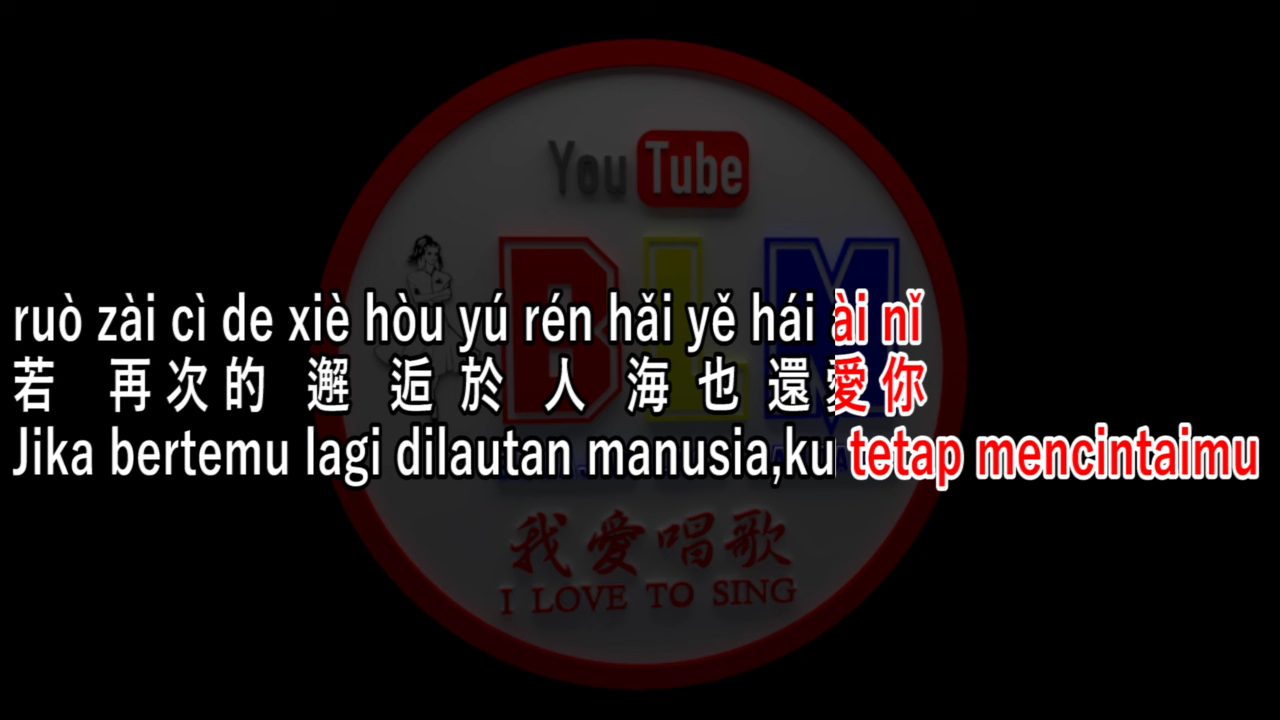 YouTube
BLM
ruò zài cì de xiè hòu yú rén hǎi yě hái ài nǐ
若 再次的 邂 逅 於 人 海 也 還 愛 你
Jika bertemu lagi dilautan manusia,ku tetap mencintaimu
我愛唱歌
I LOVE TO SING